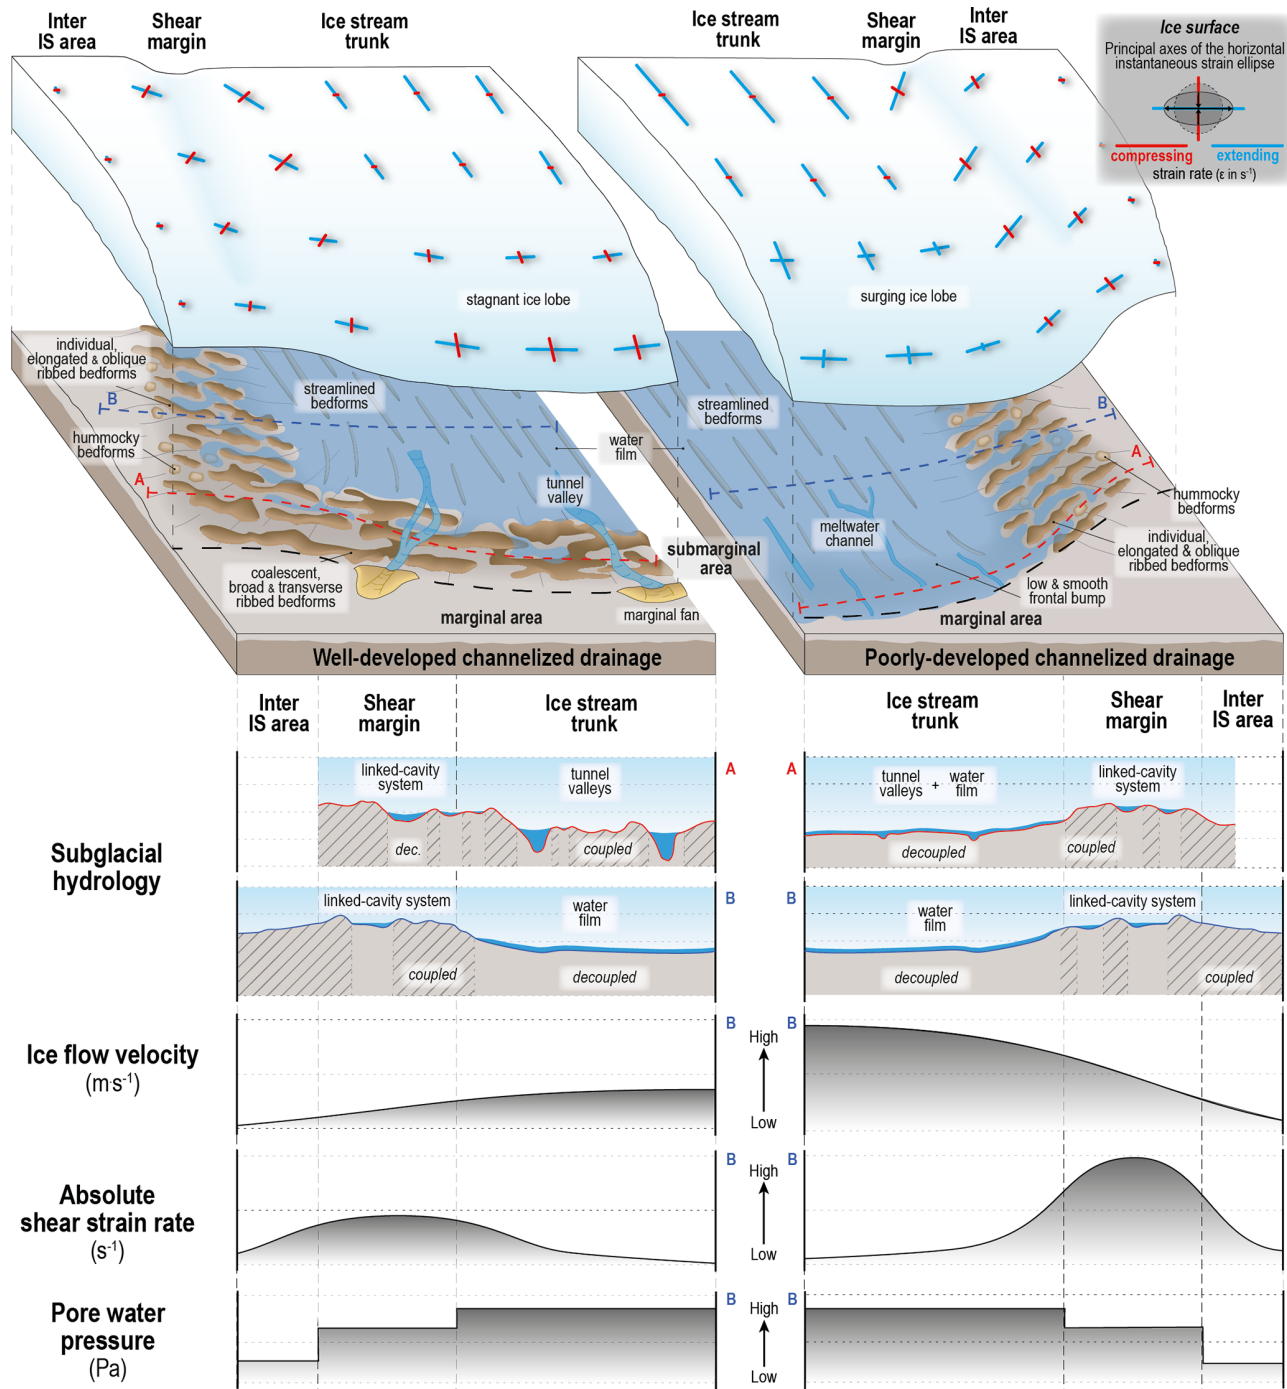 Inter
IS area
Shear
margin
Ice stream
trunk
Ice stream
trunk
Shear
margin
Inter
IS area
Ice surface
Principal axes of the horizontal
instantaneous strain ellipse
compressing
extending
strain rate (ε in s-1)
stagnant ice lobe
surging ice lobe
individual,
elongated & oblique
ribbed bedforms
B
hummocky
bedforms
A
streamlined
bedforms
water
film
tunnel
valley
submarginal
area
coalescent,
broad & transverse
ribbed bedforms
marginal area
marginal fan
streamlined
bedforms
B
A
meltwater
channel
hummocky
bedforms
individual,
elongated & oblique
ribbed bedforms
low & smooth
frontal bump
marginal area
Well-developed channelized drainage
Poorly-developed channelized drainage
Inter
IS area
Shear
margin
Ice stream
trunk
Ice stream
trunk
Shear
margin
Inter
IS area
Subglacial
hydrology
linked-cavity
system
tunnel
valleys
dec.
coupled
A
A
tunnel
valleys
+
water
film
linked-cavity
system
decoupled
coupled
linked-cavity system
water
film
coupled
decoupled
B
B
water
film
linked-cavity system
decoupled
coupled
Ice flow velocity
(m·s-1)
B
B
High
Low
Absolute
shear strain rate
(s-1)
B
B
High
Low
Pore water
pressure
(Pa)
B
B
High
Low